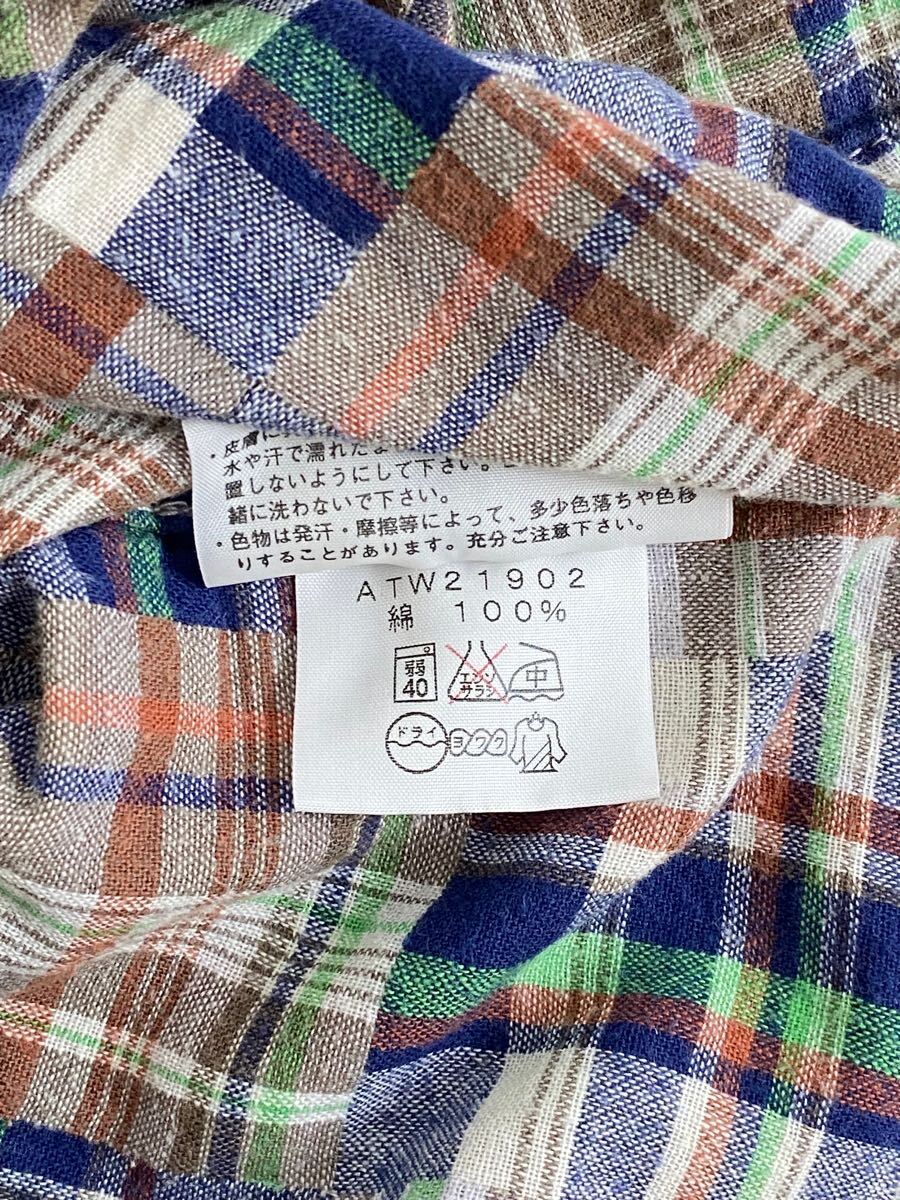 ・皮膚に
水や汗で濡れた
置しないようにして下さい。
緒に洗わないで下さい。
・色物は発汗・摩擦等によって、多少色落ちや色移
りすることがあります。充分ご注意下さい。
ATW21902
綿 100%
弱
40
エンソ
サラシ
中
ドライ
ヨワク